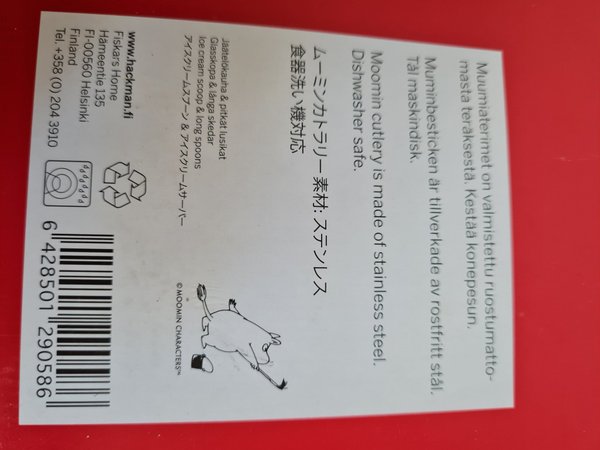 Muumiaterimet on valmistettu ruostumatto-
masta teräksestä. Kestää konepesun.
Muminbesticken är tillverkade av rostfritt stål.
Tål maskindisk.
Moomin cutlery is made of stainless steel.
Dishwasher safe.
ムーミンカトラリー素材: ステンレス
食器洗い機対応
Jäätelökauha & pitkät lusikat
Glasskopa & långa skedar
Ice cream scoop & long spoons
アイスクリームスプーン & アイスクリームサーバー
© MOOMIN CHARACTERS™
www.hackman.fi
Fiskars Home
Hämeentie 135
FI-00560 Helsinki
Finland
Tel. +358 (0) 204 3910
6 428501 290586